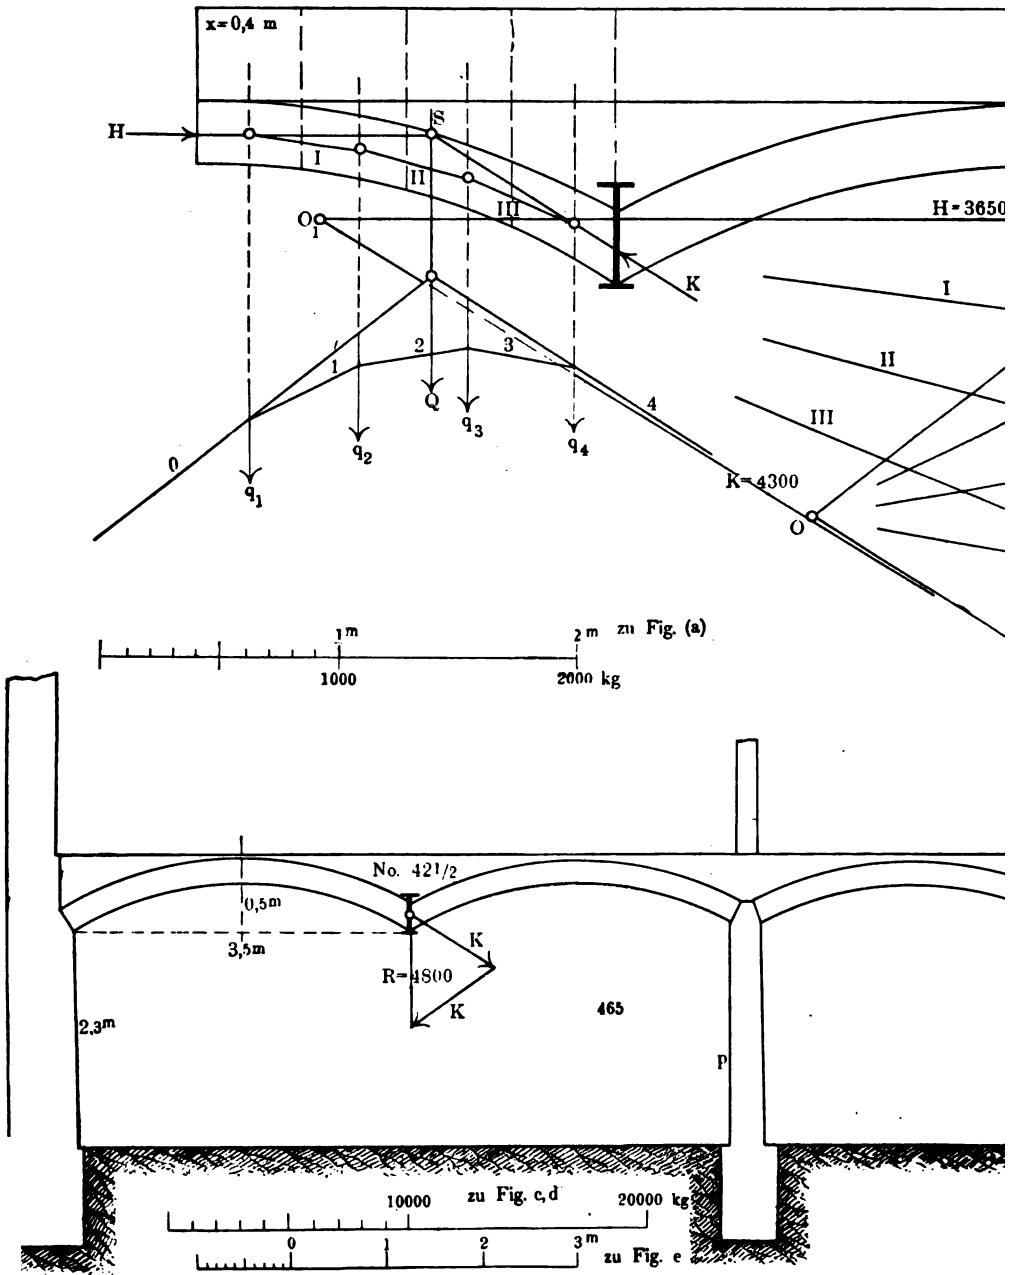 x=0,4 m
H
S
I
II
III
O1
H=3650
K
I
1
2
3
Q
II
q3
4
III
q2
q4
0
q1
K=4300
O
1m
2m zu Fig. (a)
1000
2000 kg
No. 421/2
0,5m
3,5m
K
R=4800
2,3m
K
465
p
10000
zu Fig. c, d
20000 kg
0
1
2
3m
zu Fig. e